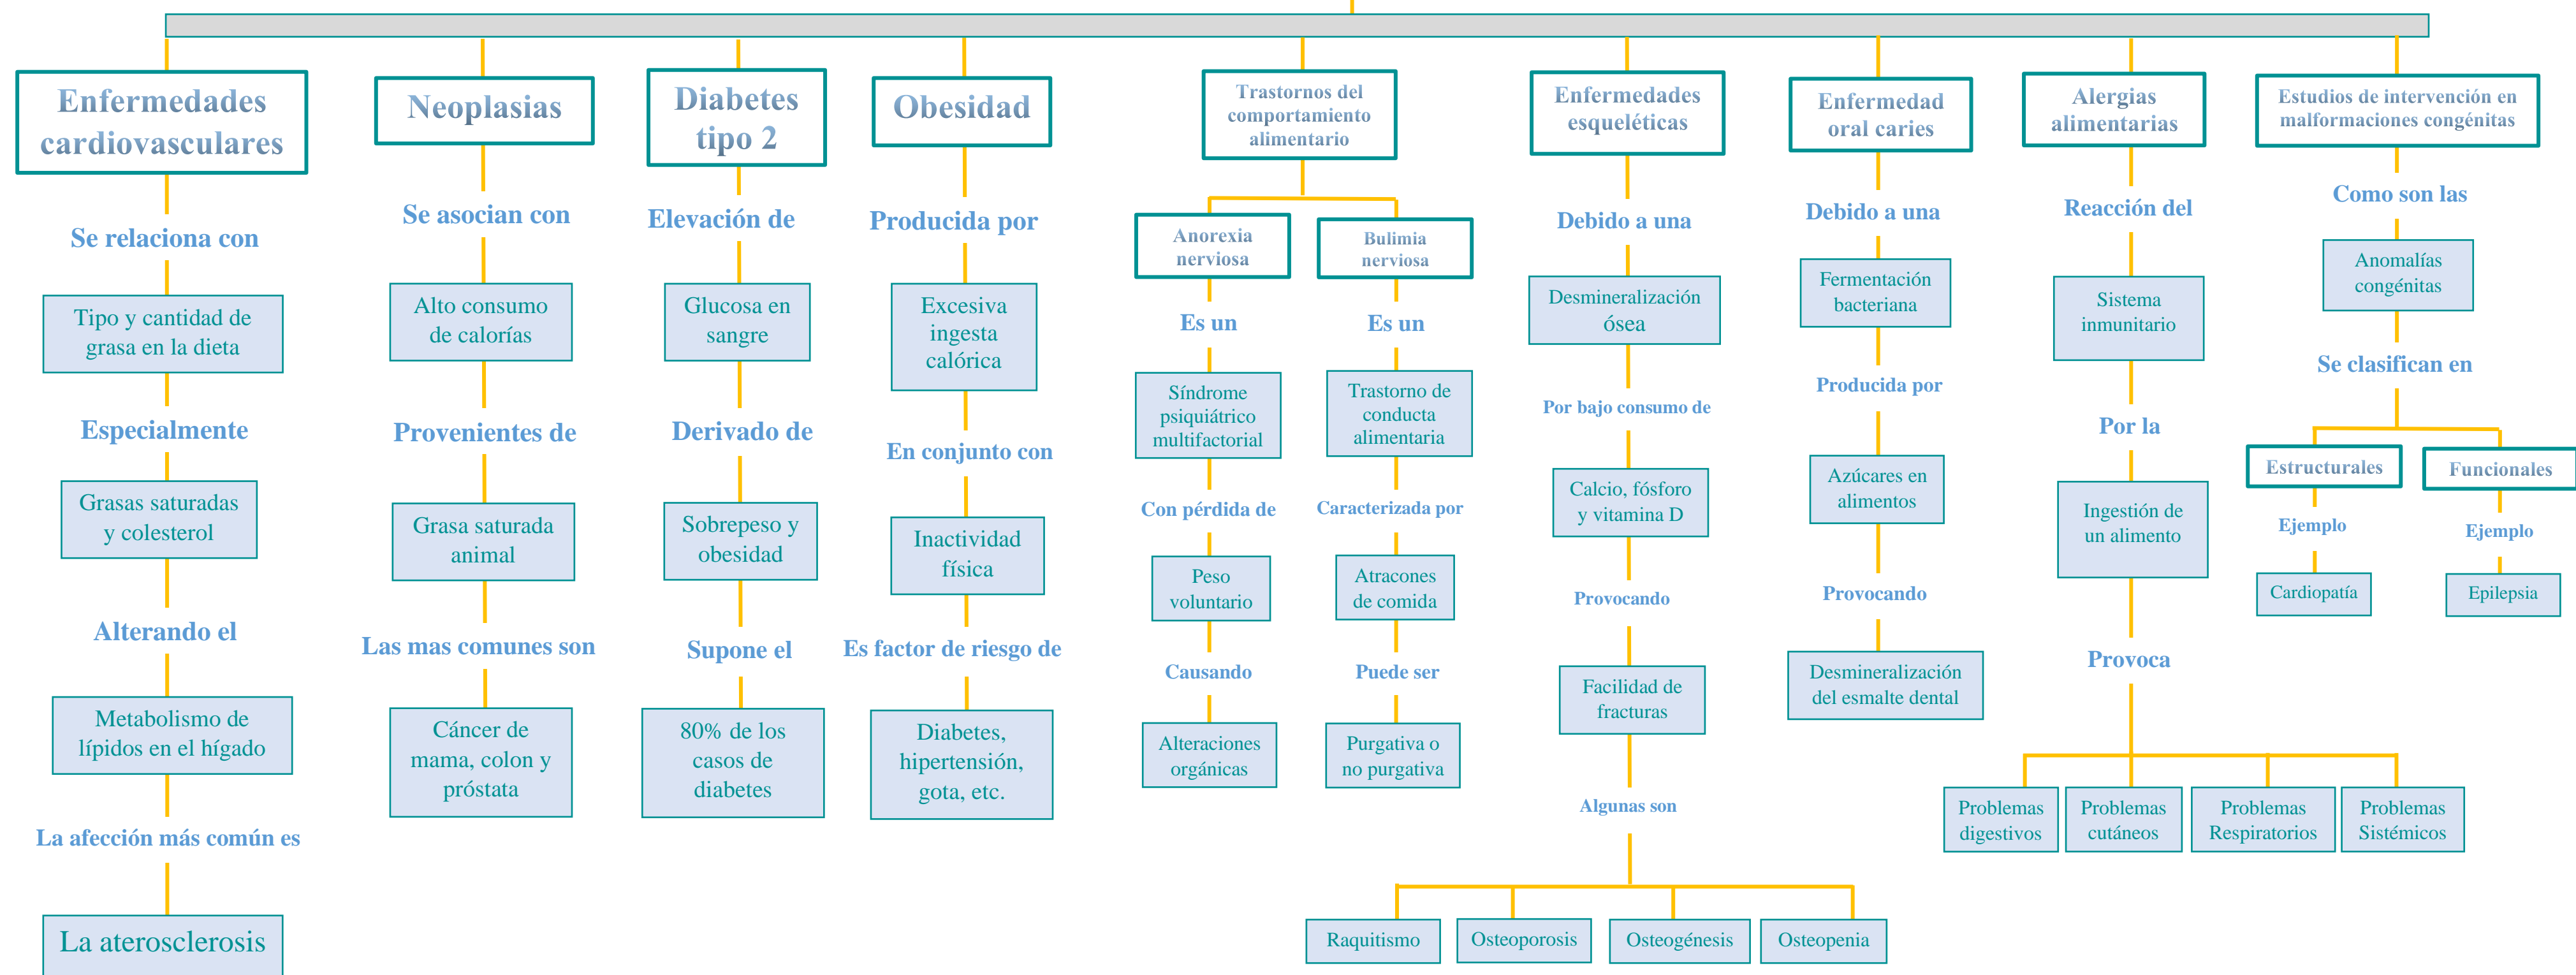 Enfermedades
cardiovasculares
Se relaciona con
Tipo y cantidad de
grasa en la dieta
Especialmente
Grasas saturadas
y colesterol
Alterando el
Metabolismo de
lípidos en el hígado
La afección más común es
La aterosclerosis
Neoplasias
Se asocian con
Alto consumo
de calorías
Provenientes de
Grasa saturada
animal
Las mas comunes son
Cáncer de
mama, colon y
próstata
Diabetes
tipo 2
Elevación de
Glucosa en
sangre
Derivado de
Sobrepeso y
obesidad
Supone el
80% de los
casos de
diabetes
Obesidad
Producida por
Excesiva
ingesta
calórica
En conjunto con
Inactividad
física
Es factor de riesgo de
Diabetes,
hipertensión,
gota, etc.
Trastornos del
comportamiento
alimentario
Anorexia
nerviosa
Es un
Síndrome
psiquiátrico
multifactorial
Con pérdida de
Peso
voluntario
Causando
Alteraciones
orgánicas
Bulimia
nerviosa
Es un
Trastorno de
conducta
alimentaria
Caracterizada por
Atracones
de comida
Puede ser
Purgativa o
no purgativa
Enfermedades
esqueléticas
Debido a una
Desmineralización
ósea
Por bajo consumo de
Calcio, fósforo
y vitamina D
Provocando
Facilidad de
fracturas
Algunas son
Raquitismo
Osteoporosis
Osteogénesis
Osteopenia
Enfermedad
oral caries
Debido a una
Fermentación
bacteriana
Producida por
Azúcares en
alimentos
Provocando
Desmineralización
del esmalte dental
Alergias
alimentarias
Reacción del
Sistema
inmunitario
Por la
Ingestión de
un alimento
Provoca
Problemas
digestivos
Problemas
cutáneos
Problemas
Respiratorios
Problemas
Sistémicos
Estudios de intervención en
malformaciones congénitas
Como son las
Anomalías
congénitas
Se clasifican en
Estructurales
Ejemplo
Cardiopatía
Funcionales
Ejemplo
Epilepsia